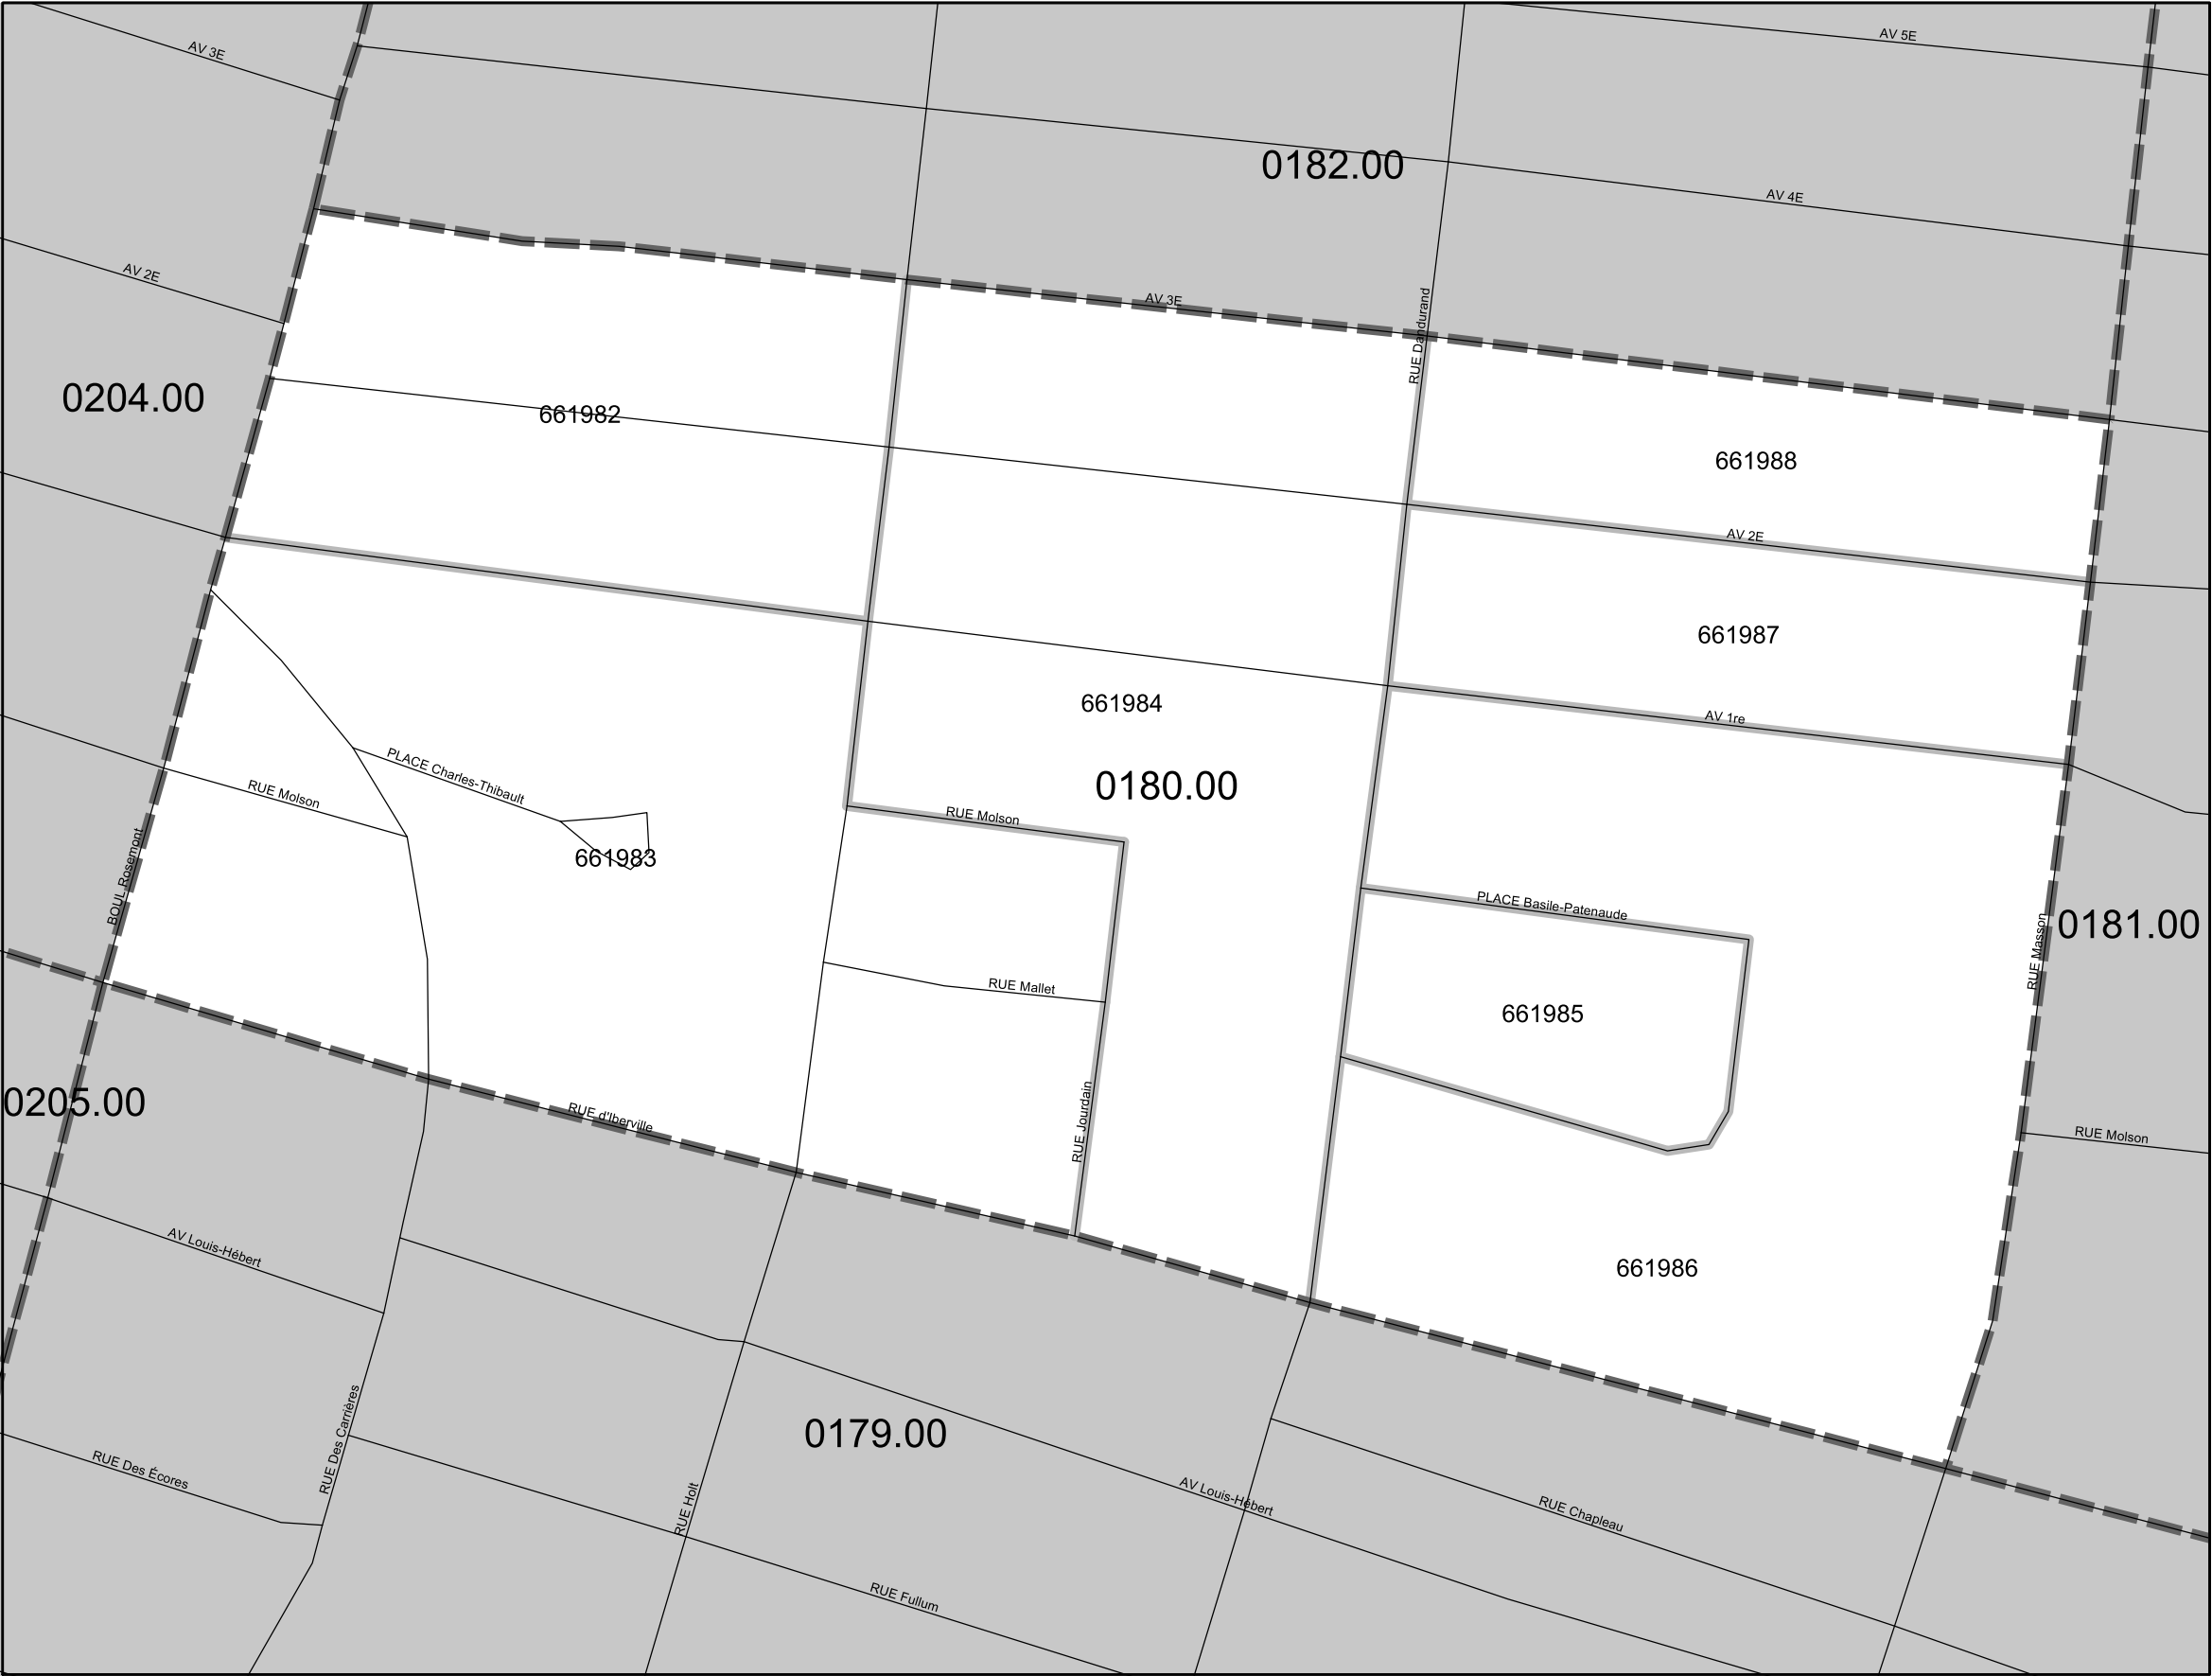 AV 5E
AV 3E
0182.00
AV 4E
AV 2E
AV 3E
RUE Dandurand
0204.00
661982
661988
AV 2E
661987
661984
AV 1re
PLACE Charles-Thibault
0180.00
RUE Molson
RUE Molson
661983
BOUL Rosemont
PLACE Basile-Patenaude
0181.00
RUE Masson
RUE Mallet
661985
0205.00
RUE d'Iberville
RUE Jourdain
RUE Molson
AV Louis-Hébert
661986
0179.00
RUE Des Carrières
RUE Des Écores
RUE Holt
AV Louis-Hébert
RUE Chapleau
RUE Fullum